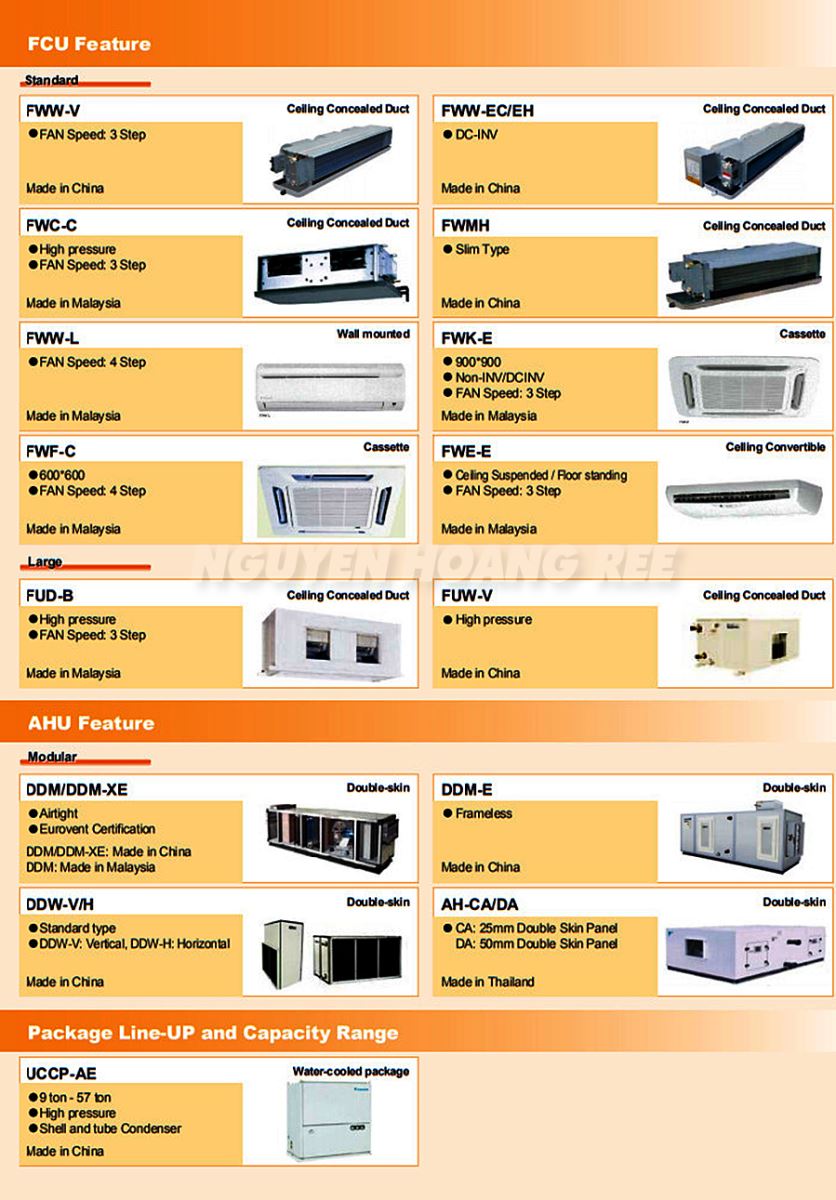 FCU Feature
Standard
FWW-V
Ceiling Concealed Duct
●FAN Speed: 3 Step
Made in China
FWW-EC/EH
Ceiling Concealed Duct
● DC-INV
Made in China
FWC-C
Ceiling Concealed Duct
●High pressure
●FAN Speed: 3 Step
Made in Malaysia
FWMH
Ceiling Concealed Duct
● Slim Type
Made in China
FWW-L
Wall mounted
●FAN Speed: 4 Step
Made in Malaysia
FWK-E
Cassette
● 900*900
● Non-INV/DCINV
● FAN Speed: 3 Step
Made in Malaysia
FWF-C
Cassette
●600*600
●FAN Speed: 4 Step
Made in Malaysia
FWE-E
Celling Convertible
● Ceiling Suspended / Floor standing
● FAN Speed: 3 Step
Made in Malaysia
NGUYEN HOANG REE
Large
FUD-B
Ceiling Concealed Duct
●High pressure
●FAN Speed: 3 Step
Made in Malaysia
FUW-V
Ceiling Concealed Duct
● High pressure
Made in China
AHU Feature
Modular
DDM/DDM-XE
Double-skin
●Airtight
●Eurovent Certification
DDM/DDM-XE: Made in China
DDM: Made in Malaysia
DDM-E
Double-skin
● Frameless
Made in China
DDW-V/H
Double-skin
●Standard type
●DDW-V: Vertical, DDW-H: Horizontal
Made in China
AH-CA/DA
Double-skin
● CA: 25mm Double Skin Panel
DA: 50mm Double Skin Panel
Made in Thailand
Package Line-UP and Capacity Range
UCCP-AE
Water-cooled package
●9 ton - 57 ton
●High pressure
●Shell and tube Condenser
Made in China